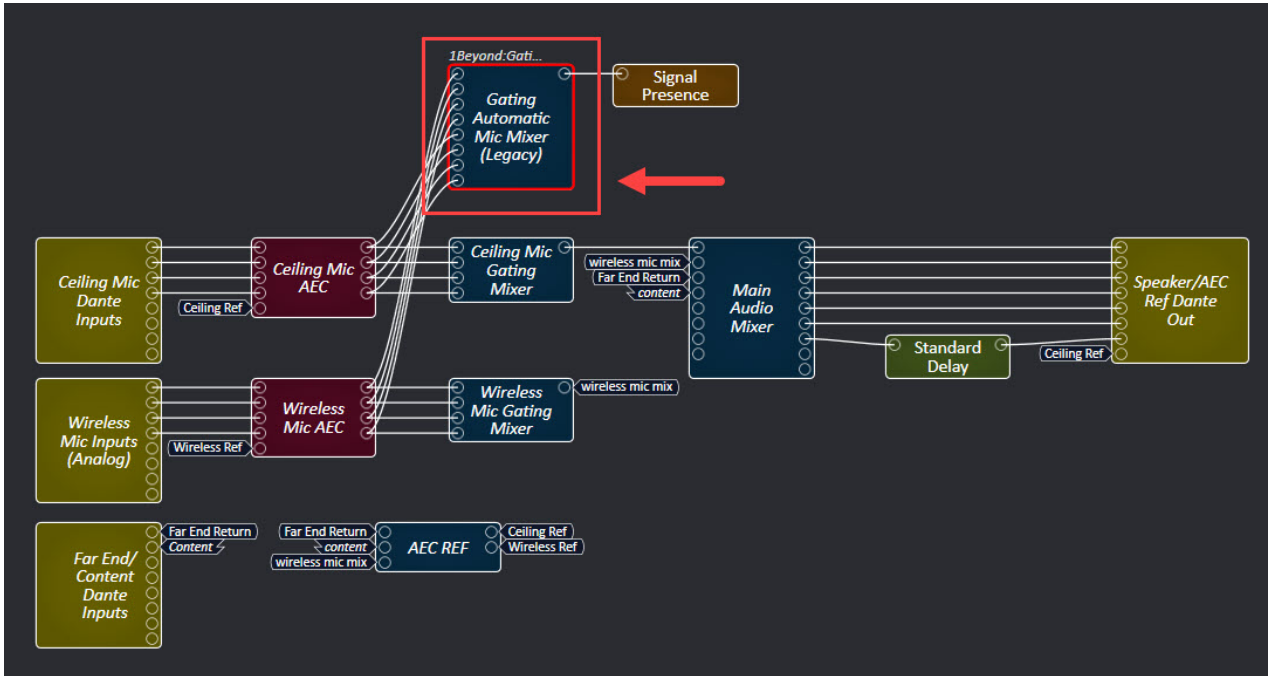 1Beyond:Gati...
Gating
Automatic
Mic Mixer
(Legacy)
Signal
Presence
Ceiling Mic
Dante
Inputs
Ceiling Ref
Ceiling Mic
AEC
Ceiling Mic
Gating
Mixer
wireless mic mix
Far End Return
content
Main
Audio
Mixer
Standard
Delay
Ceiling Ref
Speaker/AEC
Ref Dante
Out
Wireless
Mic Inputs
(Analog)
Wireless Ref
Wireless
Mic AEC
Wireless
Mic Gating
Mixer
wireless mic mix
Far End/
Content
Dante
Inputs
Far End Return
Content
Far End Return
content
wireless mic mix
AEC REF
Ceiling Ref
Wireless Ref